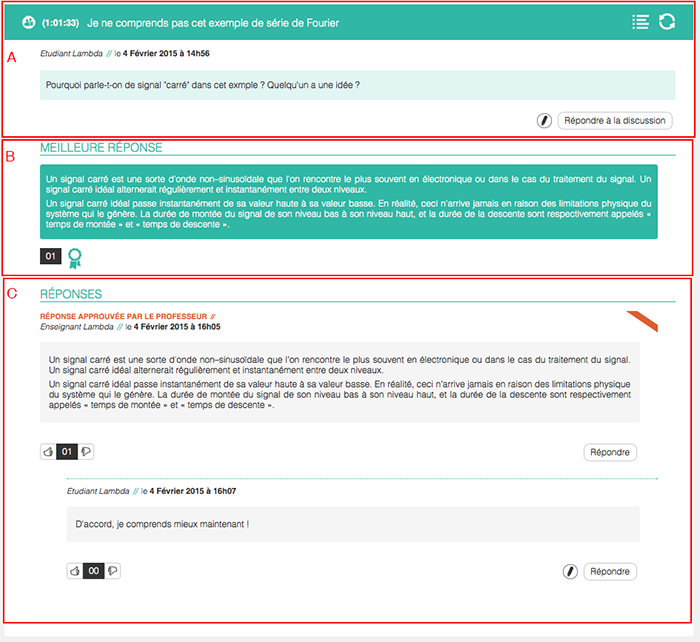 (1:01:33) Je ne comprends pas cet exemple de série de Fourier
A
Etudiant Lambda // le 4 Février 2015 à 14h56
Pourquoi parle-t-on de signal "carré" dans cet exmple ? Quelqu'un a une idée ?
Répondre à la discussion
B
MEILLEURE RÉPONSE
Un signal carré est une sorte d'onde non–sinusoïdale que l'on rencontre le plus souvent en électronique ou dans le cas du traitement du signal. Un
signal carré idéal alternerait régulièrement et instantanément entre deux niveaux.
Un signal carré idéal passe instantanément de sa valeur haute à sa valeur basse. En réalité, ceci n'arrive jamais en raison des limitations physique du
système qui le génère. La durée de montée du signal de son niveau bas à son niveau haut, et la durée de la descente sont respectivement appelés «
temps de montée » et « temps de descente ».
01
C
RÉPONSES
RÉPONSE APPROUVÉE PAR LE PROFESSEUR //
Enseignant Lambda // le 4 Février 2015 à 16h05
Un signal carré est une sorte d'onde non–sinusoïdale que l'on rencontre le plus souvent en électronique ou dans le cas du traitement du signal.
Un signal carré idéal alternerait régulièrement et instantanément entre deux niveaux.
Un signal carré idéal passe instantanément de sa valeur haute à sa valeur basse. En réalité, ceci n'arrive jamais en raison des limitations physique
du système qui le génère. La durée de montée du signal de son niveau bas à son niveau haut, et la durée de la descente sont respectivement
appelés « temps de montée » et « temps de descente ».
01
Répondre
Etudiant Lambda // le 4 Février 2015 à 16h07
D'accord, je comprends mieux maintenant !
00
Répondre